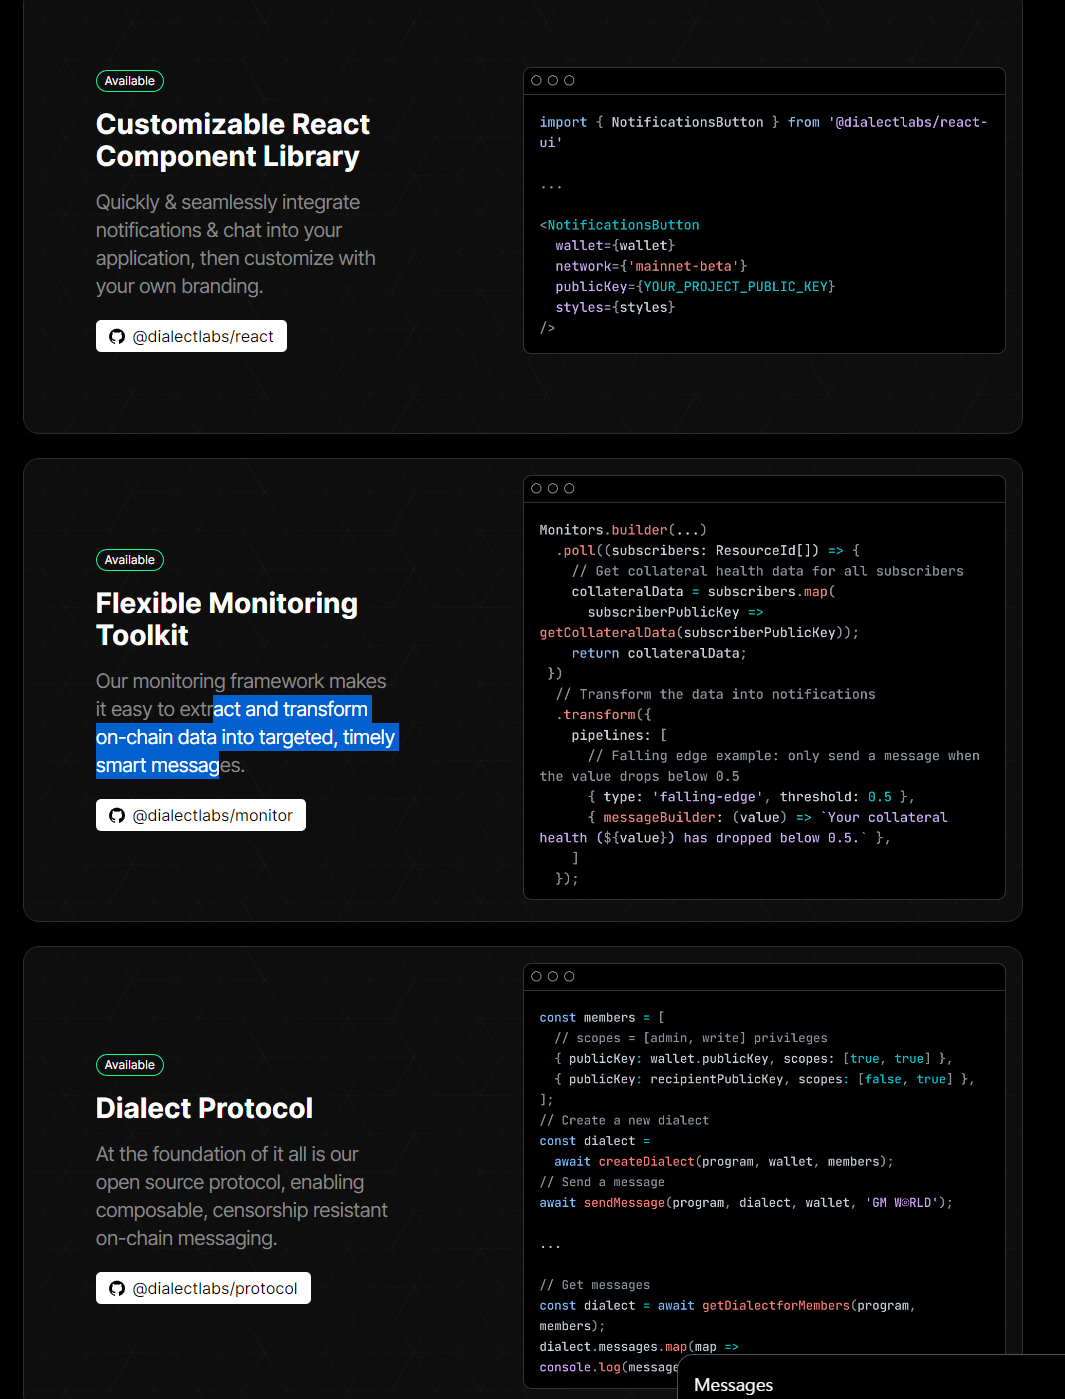 Available
Customizable React
Component Library
Quickly & seamlessly integrate
notifications & chat into your
application, then customize with
your own branding.
@dialectlabs/react
import { NotificationsButton } from '@dialectlabs/react-
ui'
...
<NotificationsButton
wallet={wallet}
network={'mainnet-beta'}
publicKey={YOUR_PROJECT_PUBLIC_KEY}
styles={styles}
/>
Available
Flexible Monitoring
Toolkit
Our monitoring framework makes
it easy to extract and transform
on-chain data into targeted, timely
smart messages.
@dialectlabs/monitor
Monitors.builder(...)
.poll((subscribers: ResourceId[]) => {
// Get collateral health data for all subscribers
collateralData = subscribers.map(
subscriberPublicKey =>
getCollateralData(subscriberPublicKey));
return collateralData;
})
// Transform the data into notifications
.transform({
pipelines: [
// Falling edge example: only send a message when
the value drops below 0.5
{ type: 'falling-edge', threshold: 0.5 },
{ messageBuilder: (value) => `Your collateral
health (${value}) has dropped below 0.5.` },
]
});
Available
Dialect Protocol
At the foundation of it all is our
open source protocol, enabling
composable, censorship resistant
on-chain messaging.
@dialectlabs/protocol
const members = [
// scopes = [admin, write] privileges
{ publicKey: wallet.publicKey, scopes: [true, true] },
{ publicKey: recipientPublicKey, scopes: [false, true] },
];
// Create a new dialect
const dialect =
await createDialect(program, wallet, members);
// Send a message
await sendMessage(program, dialect, wallet, 'GM W☉RLD');
...
// Get messages
const dialect = await getDialectforMembers(program,
members);
dialect.messages.map(map =>
console.log(message
Messages